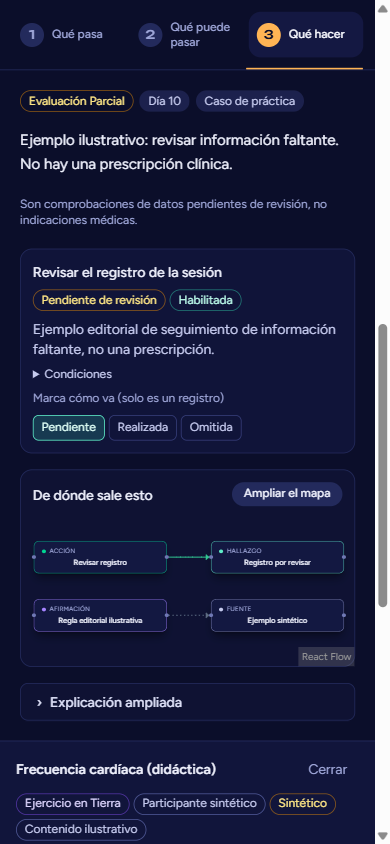 1 Qué pasa
2 Qué puede
pasar
3 Qué hacer
Evaluación Parcial Día 10 Caso de práctica
Ejemplo ilustrativo: revisar información faltante.
No hay una prescripción clínica.
Son comprobaciones de datos pendientes de revisión, no
indicaciones médicas.
Revisar el registro de la sesión
Pendiente de revisión Habilitada
Ejemplo editorial de seguimiento de información
faltante, no una prescripción.
Condiciones
Marca cómo va (solo es un registro)
Pendiente Realizada Omitida
De dónde sale esto Ampliar el mapa
ACCIÓN
Revisar registro
HALLAZGO
Registro por revisar
AFIRMACIÓN
Regla editorial ilustrativa
FUENTE
Ejemplo sintético
React Flow
› Explicación ampliada
Frecuencia cardíaca (didáctica) Cerrar
Ejercicio en Tierra Participante sintético Sintético
Contenido ilustrativo